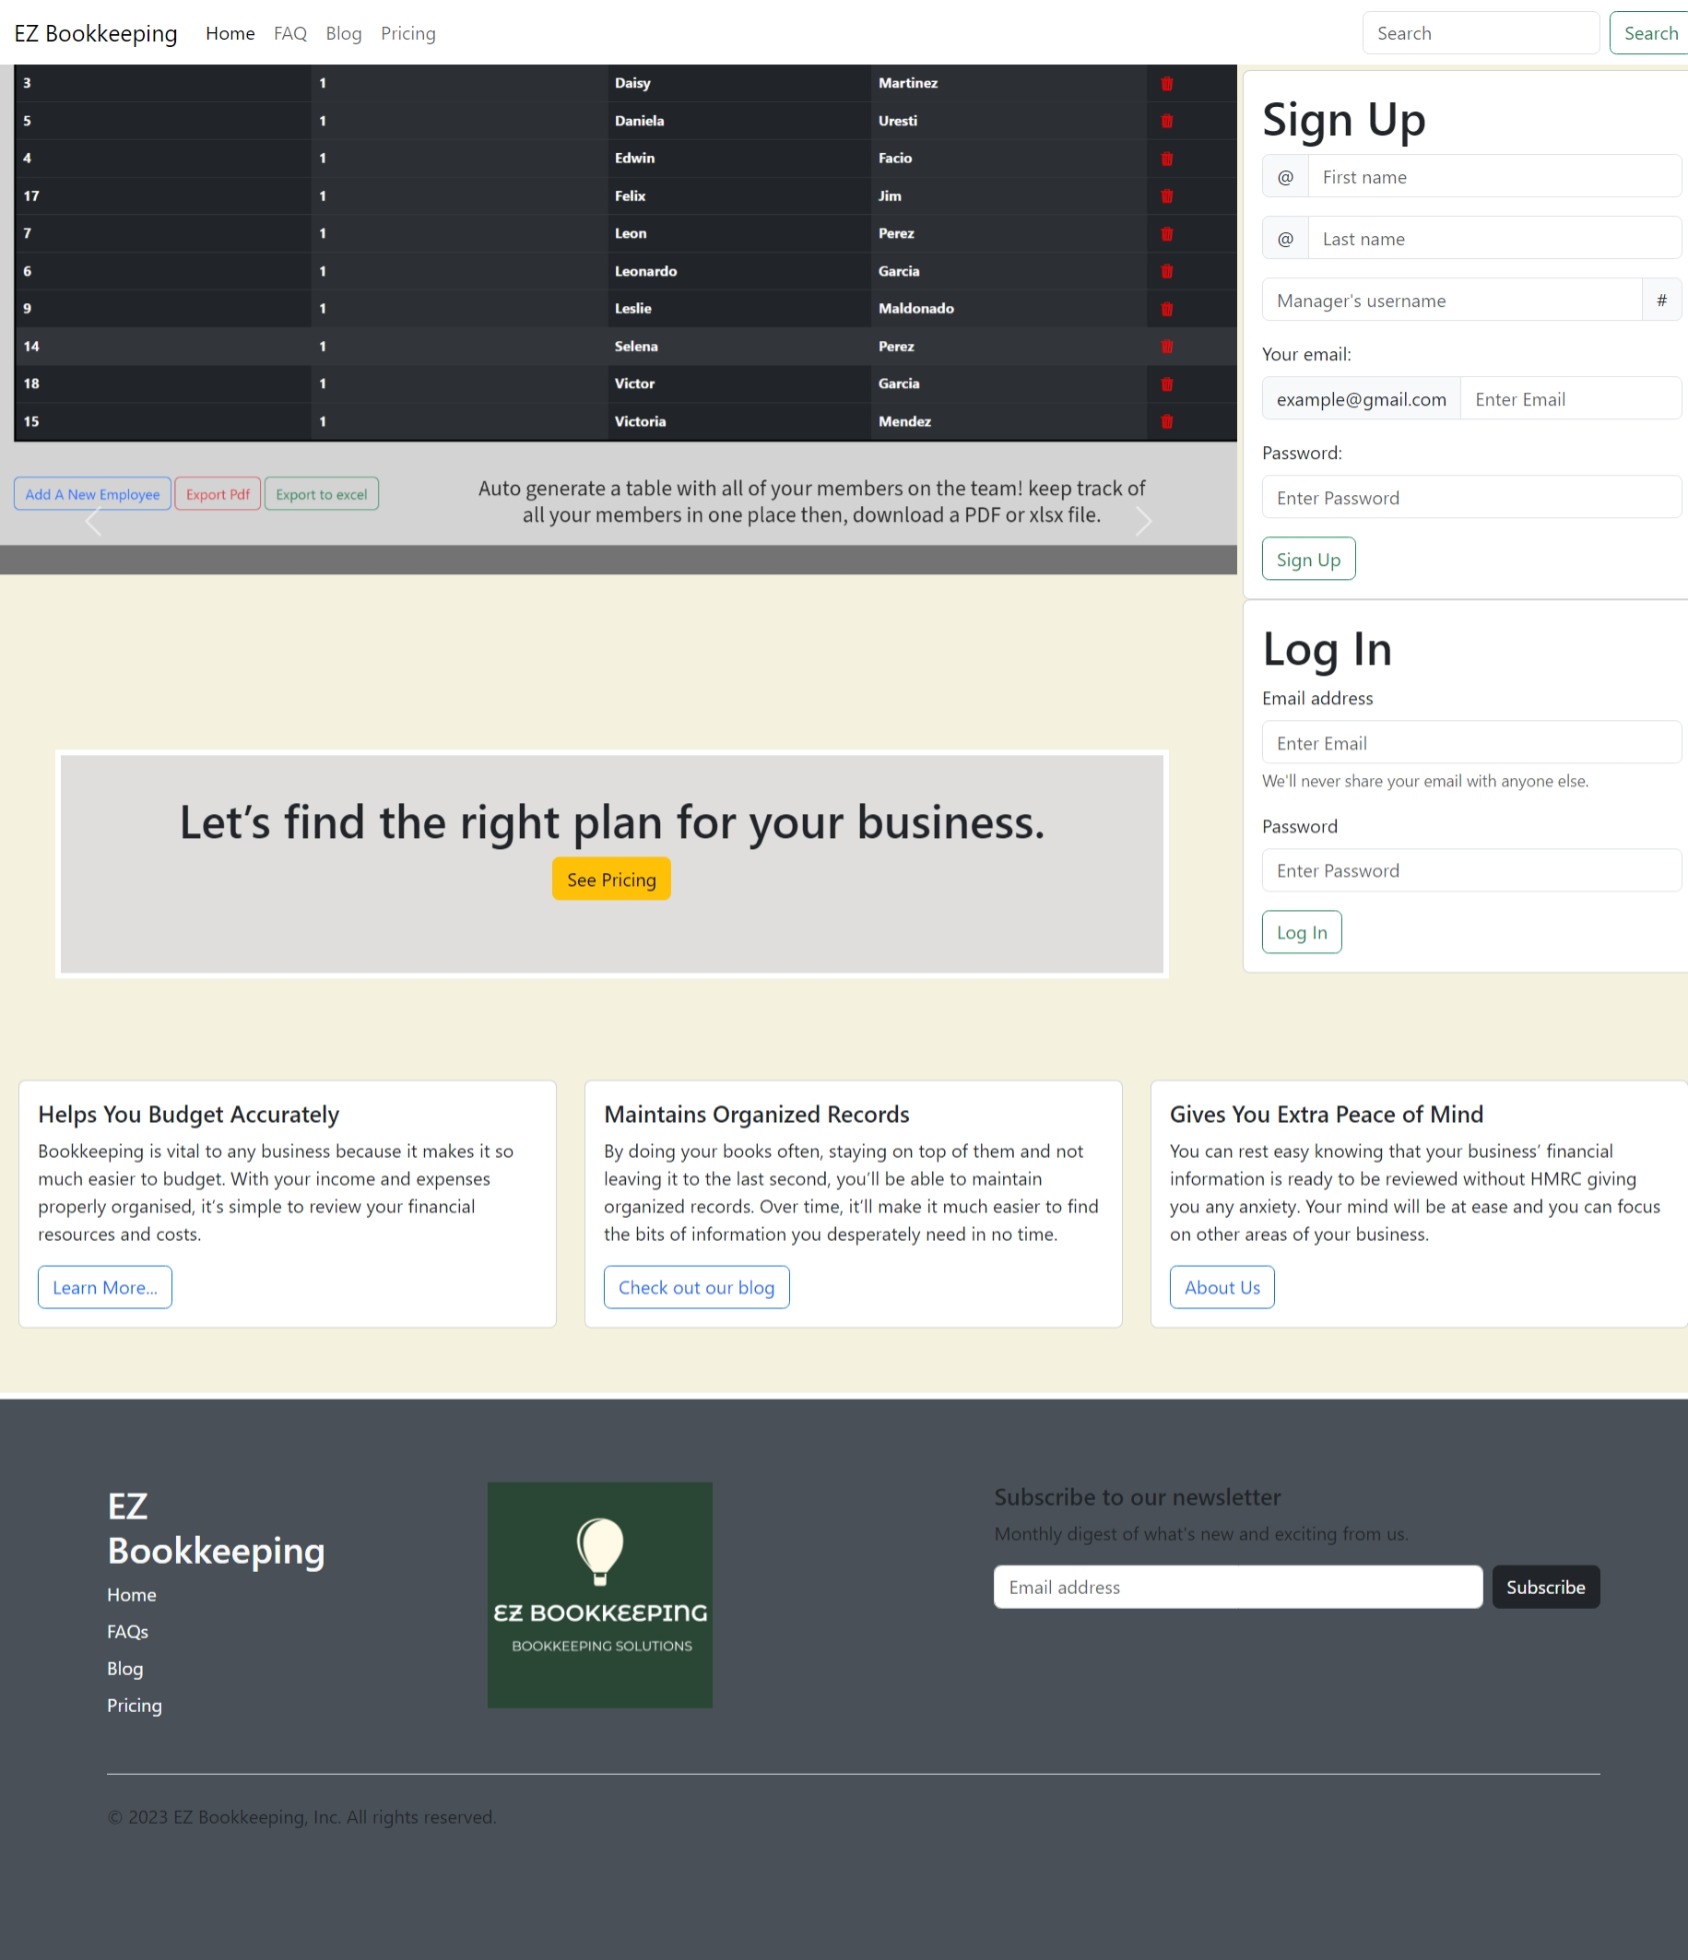 EZ Bookkeeping Home FAQ Blog Pricing Search Search
3 1 Daisy Martinez
5 1 Daniela Uresti
4 1 Edwin Facio
17 1 Felix Jim
7 1 Leon Perez
6 1 Leonardo Garcia
9 1 Leslie Maldonado
14 1 Selena Perez
18 1 Victor Garcia
15 1 Victoria Mendez
Add A New Employee Export Pdf Export to excel
Auto generate a table with all of your members on the team! keep track of
all your members in one place then, download a PDF or xlsx file.
Sign Up
@ First name
@ Last name
Manager's username #
Your email:
example@gmail.com Enter Email
Password:
Enter Password
Sign Up
Log In
Email address
Enter Email
We'll never share your email with anyone else.
Password
Enter Password
Log In
Let’s find the right plan for your business.
See Pricing
Helps You Budget Accurately
Bookkeeping is vital to any business because it makes it so
much easier to budget. With your income and expenses
properly organised, it’s simple to review your financial
resources and costs.
Learn More...
Maintains Organized Records
By doing your books often, staying on top of them and not
leaving it to the last second, you’ll be able to maintain
organized records. Over time, it’ll make it much easier to find
the bits of information you desperately need in no time.
Check out our blog
Gives You Extra Peace of Mind
You can rest easy knowing that your business’ financial
information is ready to be reviewed without HMRC giving
you any anxiety. Your mind will be at ease and you can focus
on other areas of your business.
About Us
EZ
Bookkeeping
Home
FAQs
Blog
Pricing
EZ BOOKKEEPING
BOOKKEEPING SOLUTIONS
Subscribe to our newsletter
Monthly digest of what's new and exciting from us.
Email address Subscribe
© 2023 EZ Bookkeeping, Inc. All rights reserved.